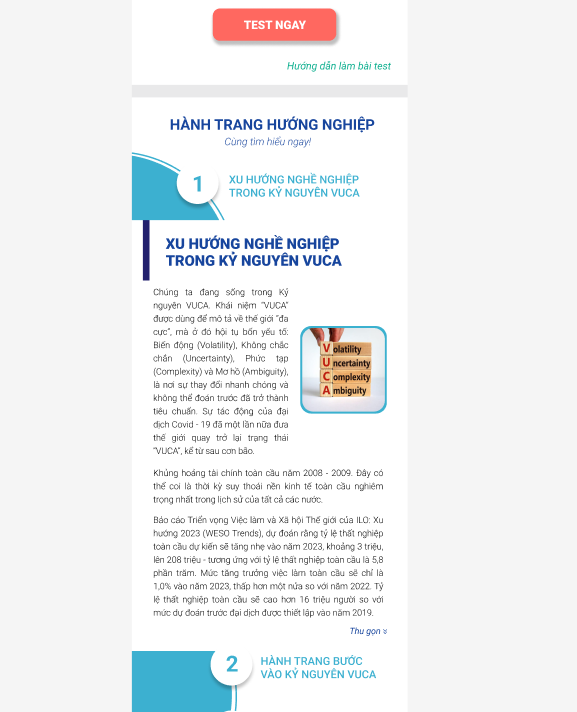 TEST NGAY
Hướng dẫn làm bài test
HÀNH TRANG HƯỚNG NGHIỆP
Cùng tìm hiểu ngay!
1
XU HƯỚNG NGHỀ NGHIỆP
TRONG KỶ NGUYÊN VUCA
XU HƯỚNG NGHỀ NGHIỆP
TRONG KỶ NGUYÊN VUCA
Chúng ta đang sống trong Kỷ
nguyên VUCA. Khái niệm "VUCA"
được dùng để mô tả về thế giới "đa
cực", mà ở đó hội tụ bốn yếu tố:
Biến động (Volatility), Không chắc
chắn (Uncertainty), Phức tạp
(Complexity) và Mơ hồ (Ambiguity),
là nơi sự thay đổi nhanh chóng và
không thể đoán trước đã trở thành
tiêu chuẩn. Sự tác động của đại
dịch Covid - 19 đã một lần nữa đưa
thế giới quay trở lại trạng thái
"VUCA", kể từ sau cơn bão.
Volatility
Uncertainty
Complexity
Ambiguity
Khủng hoảng tài chính toàn cầu năm 2008 - 2009. Đây có
thể coi là thời kỳ suy thoái nền kinh tế toàn cầu nghiêm
trọng nhất trong lịch sử của tất cả các nước.
Báo cáo Triển vọng Việc làm và Xã hội Thế giới của ILO: Xu
hướng 2023 (WESO Trends), dự đoán rằng tỷ lệ thất nghiệp
toàn cầu dự kiến sẽ tăng nhẹ vào năm 2023, khoảng 3 triệu,
lên 208 triệu - tương ứng với tỷ lệ thất nghiệp toàn cầu là 5,8
phần trăm. Mức tăng trưởng việc làm toàn cầu sẽ chỉ là
1,0% vào năm 2023, thấp hơn một nửa so với năm 2022. Tỷ
lệ thất nghiệp toàn cầu sẽ cao hơn 16 triệu người so với
mức dự đoán trước đại dịch được thiết lập vào năm 2019.
Thu gọn
2
HÀNH TRANG BƯỚC
VÀO KỶ NGUYÊN VUCA